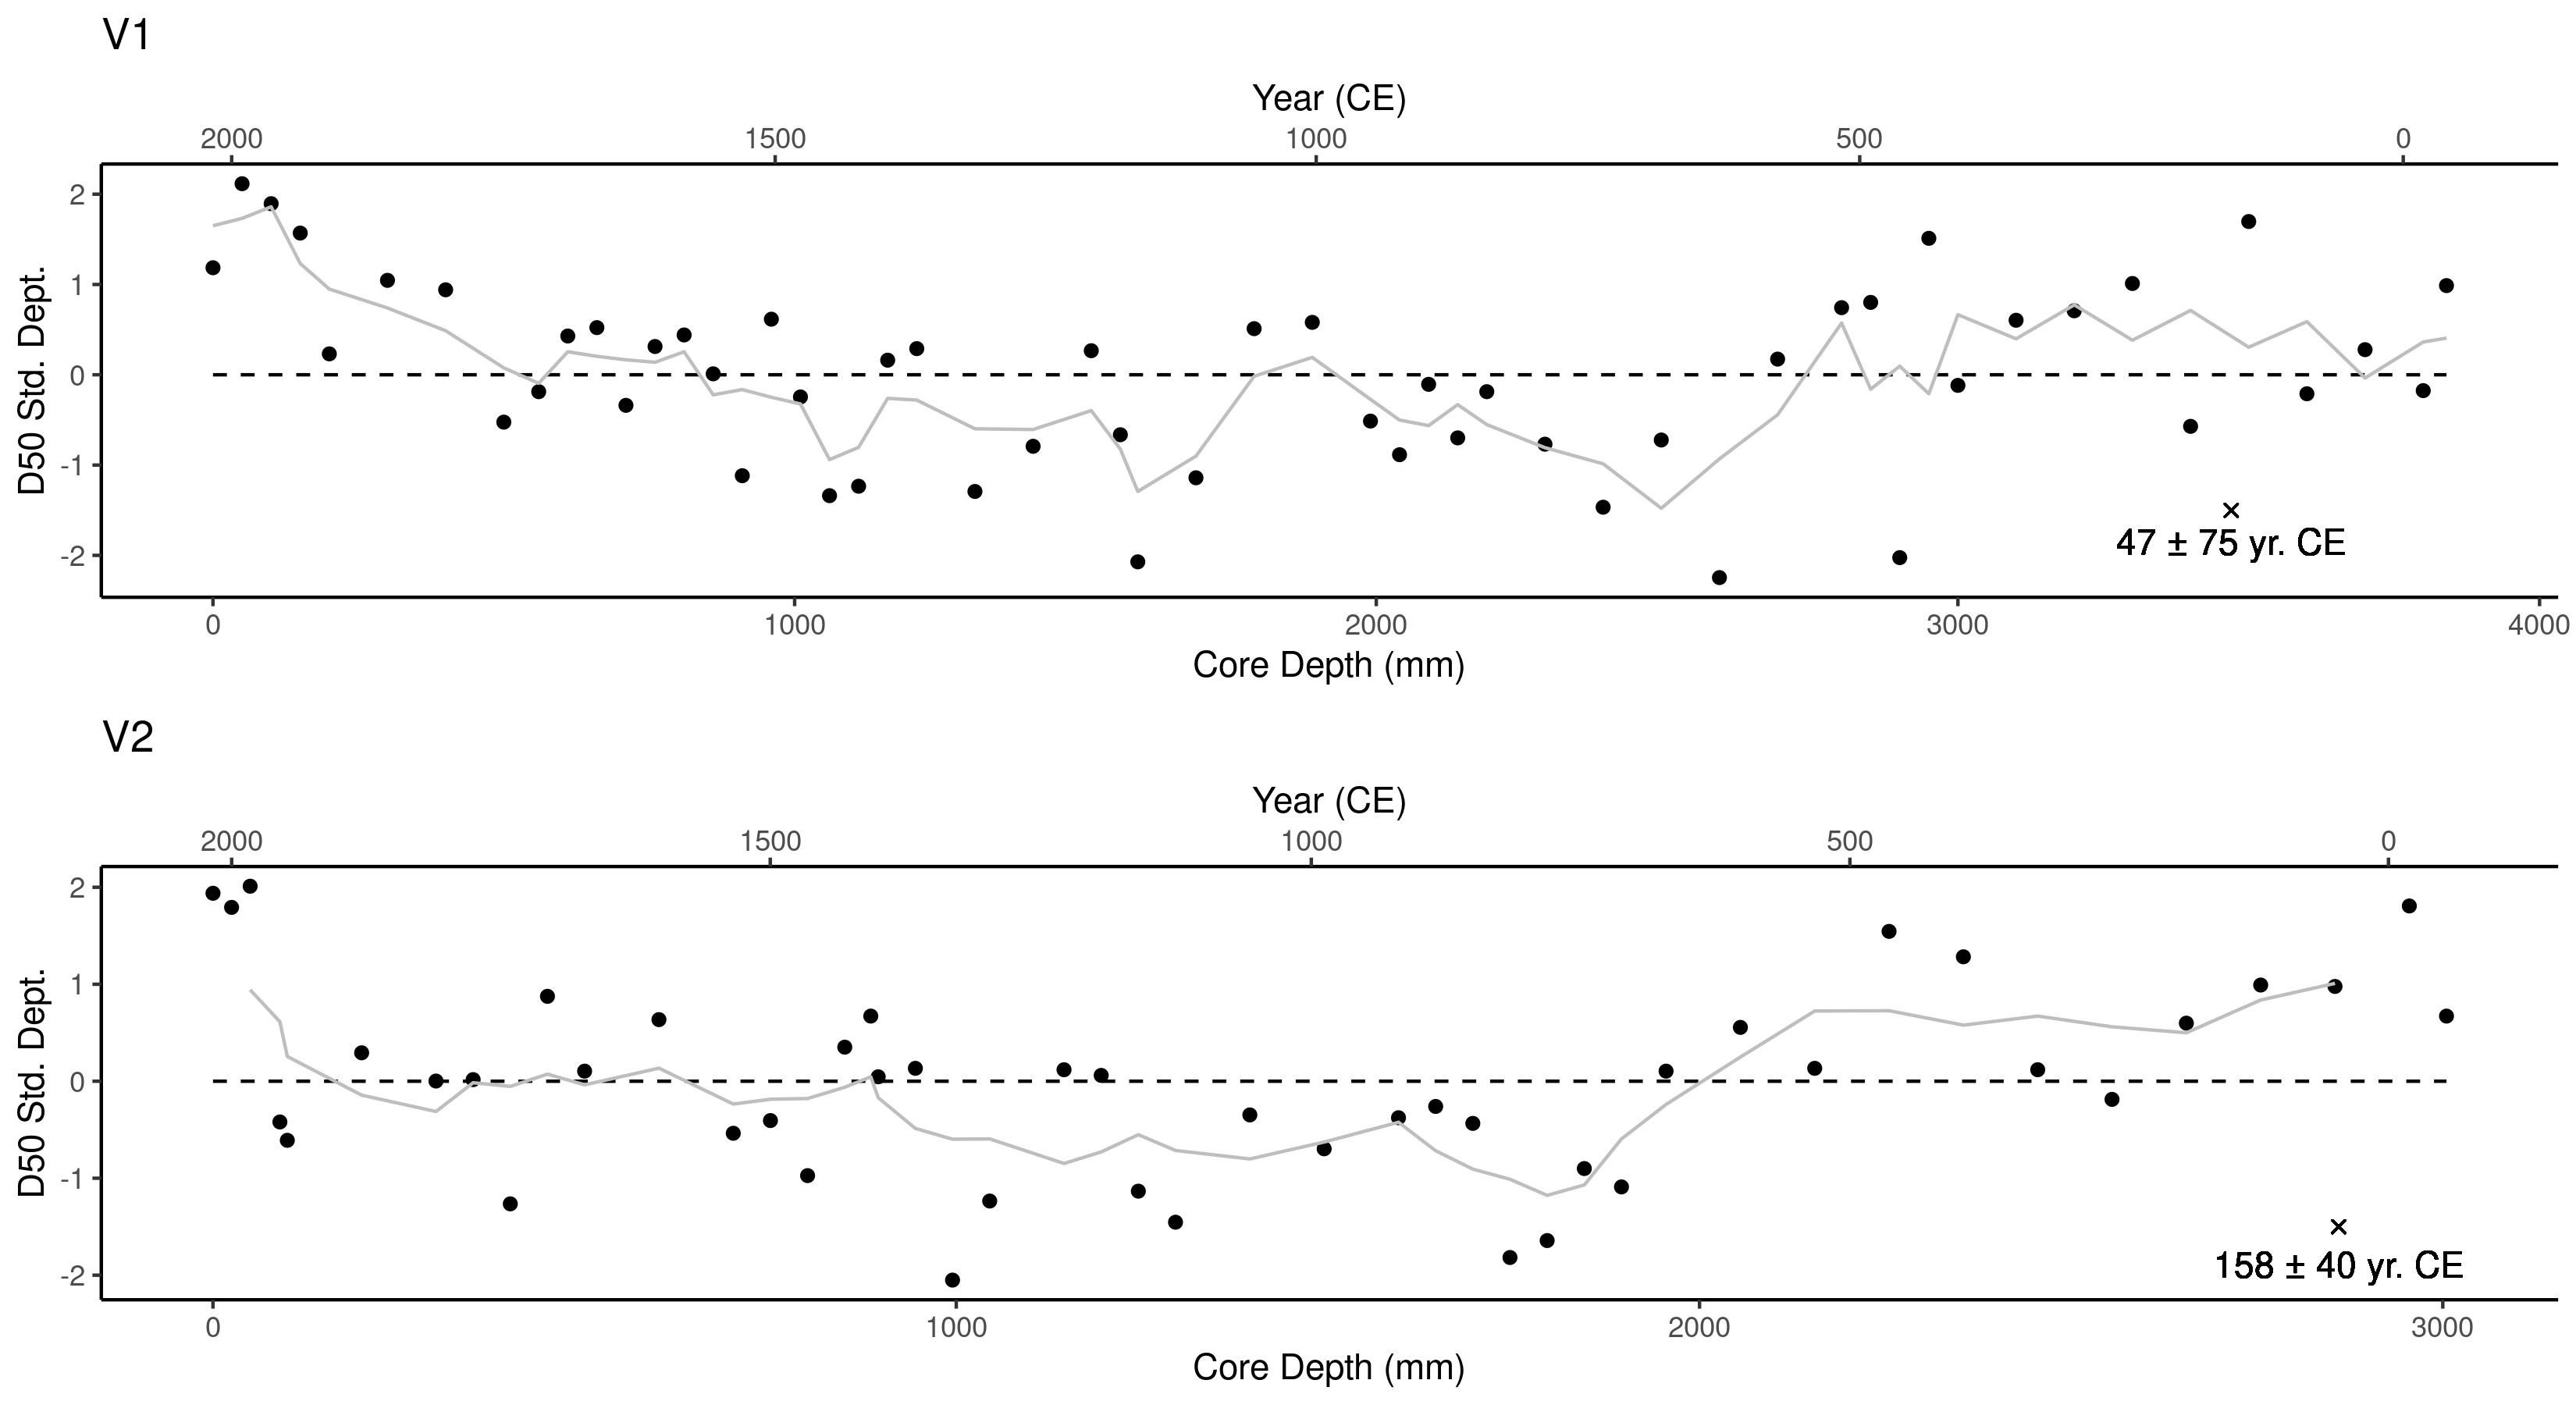 V1
Year (CE)
2000 1500 1000 500 0
D50 Std. Dept.
2
1
0
-1
-2
47 ± 75 yr. CE
0 1000 2000 3000 4000
Core Depth (mm)
V2
Year (CE)
2000 1500 1000 500 0
D50 Std. Dept.
2
1
0
-1
-2
158 ± 40 yr. CE
0 1000 2000 3000
Core Depth (mm)